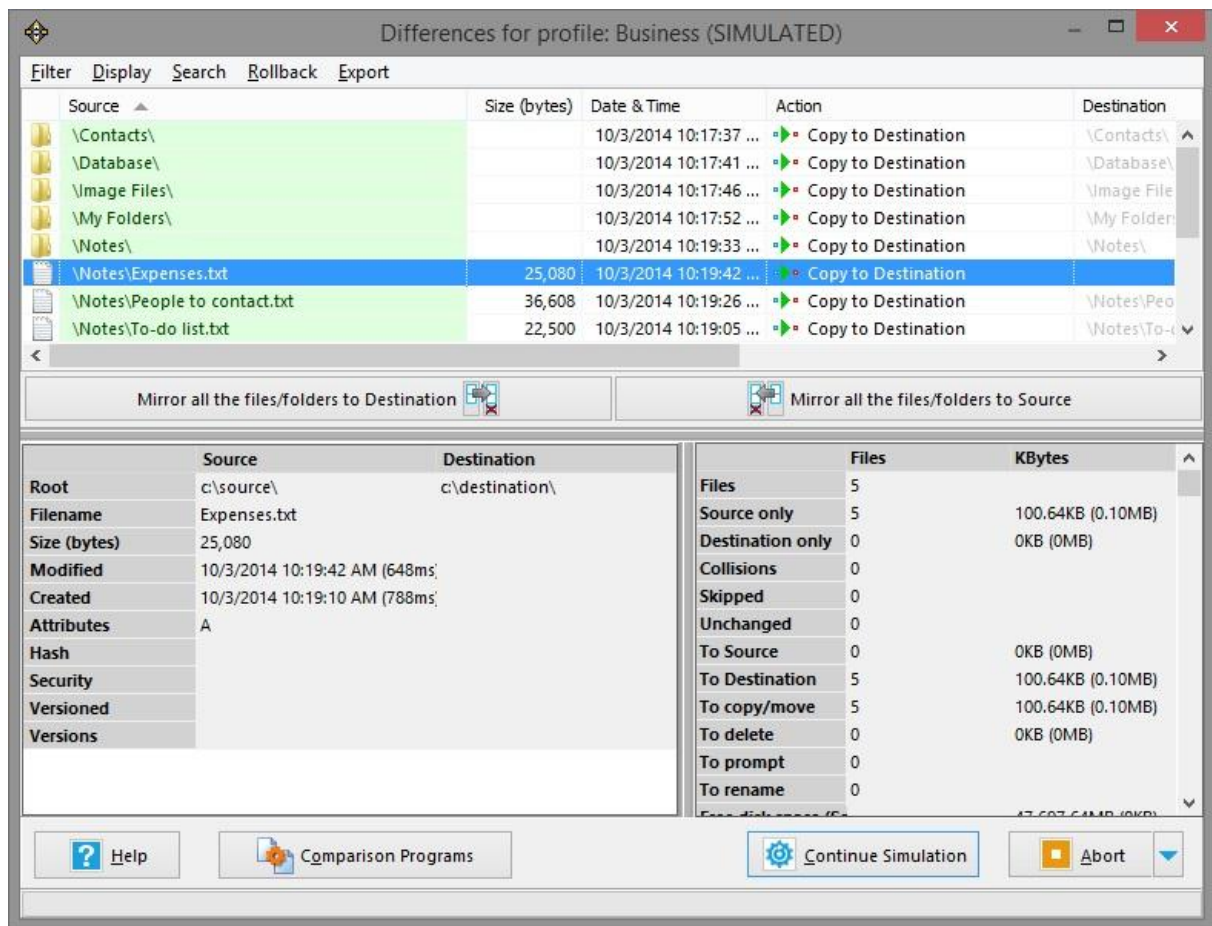 Differences for profile: Business (SIMULATED)
Filter Display Search Rollback Export
Source Size (bytes) Date & Time Action Destination
\Contacts\ 10/3/2014 10:17:37 ... Copy to Destination \Contacts\
\Database\ 10/3/2014 10:17:41 ... Copy to Destination \Database\
\Image Files\ 10/3/2014 10:17:46 ... Copy to Destination \Image File
\My Folders\ 10/3/2014 10:17:52 ... Copy to Destination \My Folder
\Notes\ 10/3/2014 10:19:33 ... Copy to Destination \Notes\
\Notes\Expenses.txt 25,080 10/3/2014 10:19:42 ... Copy to Destination
\Notes\People to contact.txt 36,608 10/3/2014 10:19:26 ... Copy to Destination \Notes\Peo
\Notes\To-do list.txt 22,500 10/3/2014 10:19:05 ... Copy to Destination \Notes\To-
Mirror all the files/folders to Destination Mirror all the files/folders to Source
Source Destination
Root c:\source\ c:\destination\
Filename Expenses.txt
Size (bytes) 25,080
Modified 10/3/2014 10:19:42 AM (648ms)
Created 10/3/2014 10:19:10 AM (788ms)
Attributes A
Hash
Security
Versioned
Versions
Files KBytes
Files 5
Source only 5 100.64KB (0.10MB)
Destination only 0 0KB (0MB)
Collisions 0
Skipped 0
Unchanged 0
To Source 0 0KB (0MB)
To Destination 5 100.64KB (0.10MB)
To copy/move 5 100.64KB (0.10MB)
To delete 0 0KB (0MB)
To prompt 0
To rename 0
Free disk space
Help Comparison Programs Continue Simulation Abort